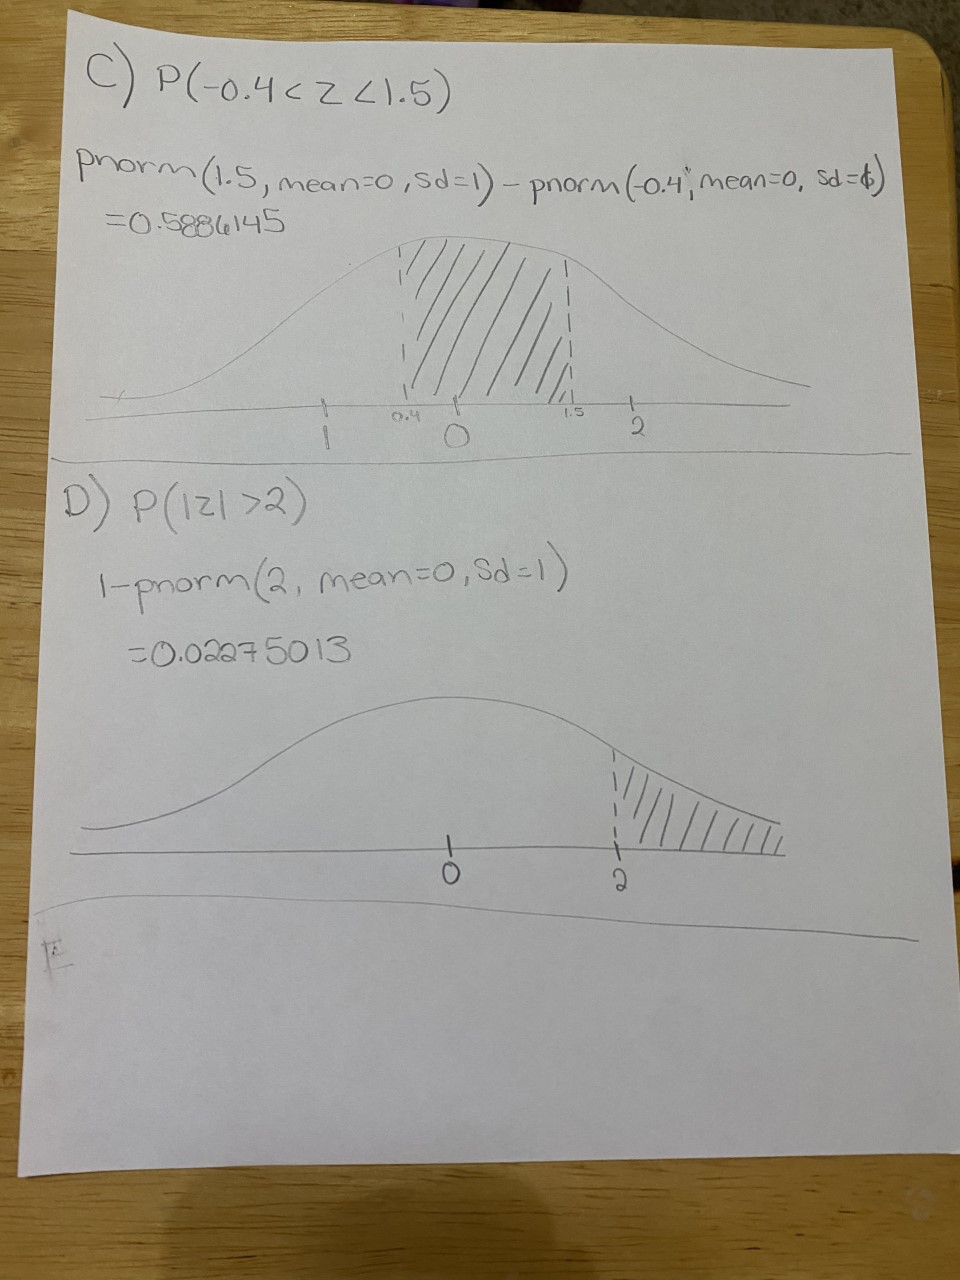 C) P(-0.4 < Z < 1.5)
pnorm(1.5, mean=0, sd=1) - pnorm(-0.4, mean=0, sd=1)
=0.5886145
1 0.4 0 1.5 2
D) P(|Z| >2)
1-pnorm(2, mean=0, Sd=1)
=0.02275013
0 2
E